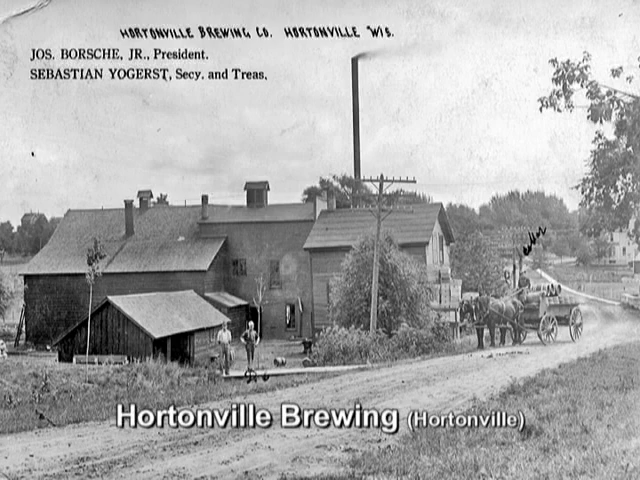 HORTONVILLE BREWING CO. HORTONVILLE WIS.
JOS. BORSCHE, JR., President.
SEBASTIAN YOGERST, Secy. and Treas.
Hortonville Brewing (Hortonville)